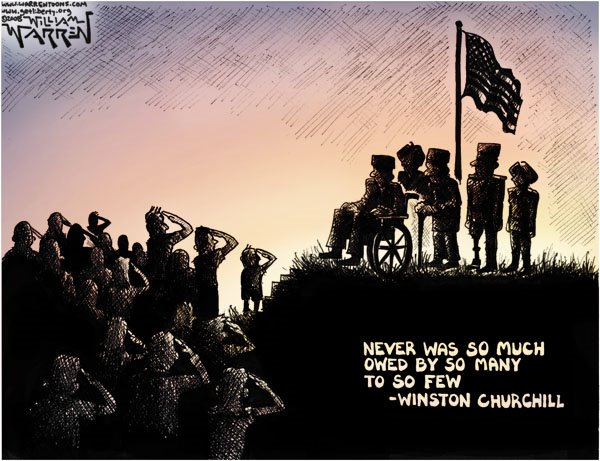 WWW.WARRENTOONS.COM
www.getliberty.org
©2008
WILLIAM
WARREN
NEVER WAS SO MUCH
OWED BY SO MANY
TO SO FEW
-WINSTON CHURCHILL